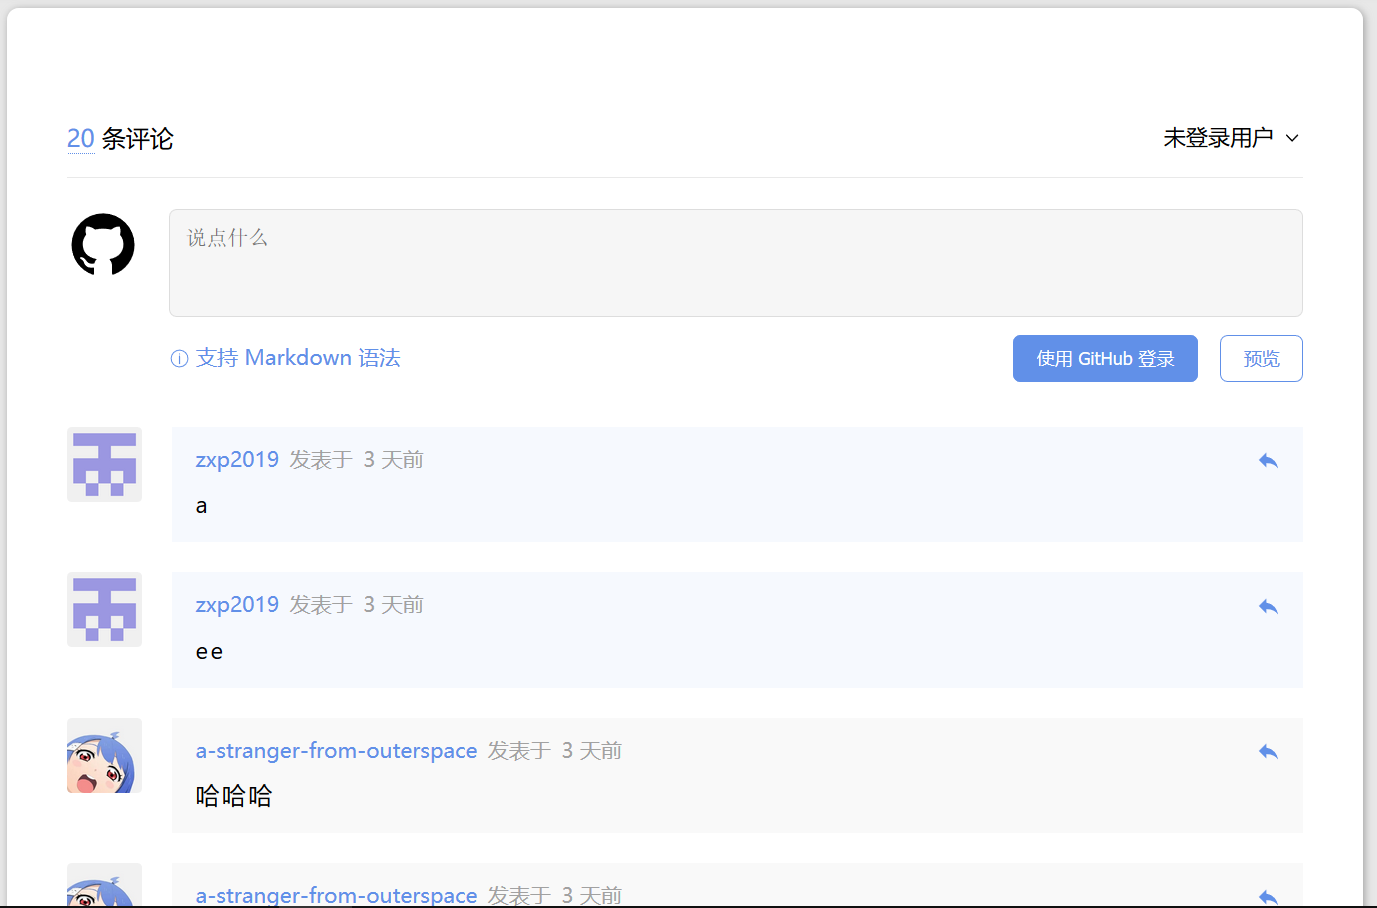 20 条评论
未登录用户
说点什么
支持 Markdown 语法
使用 GitHub 登录
预览
zxp2019 发表于 3 天前
a
zxp2019 发表于 3 天前
ee
a-stranger-from-outerspace 发表于 3 天前
哈哈哈
a-stranger-from-outerspace 发表于 3 天前